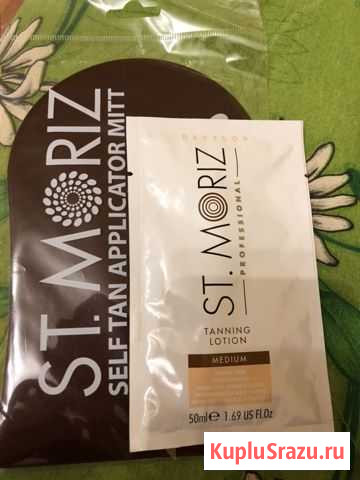 ST. MORIZ
SELF TAN APPLICATOR MITT
ST. MORIZ
PROFESSIONAL
TANNING
LOTION
MEDIUM
50ml e 1.69 US Fl.Oz
KupluSrazu.ru